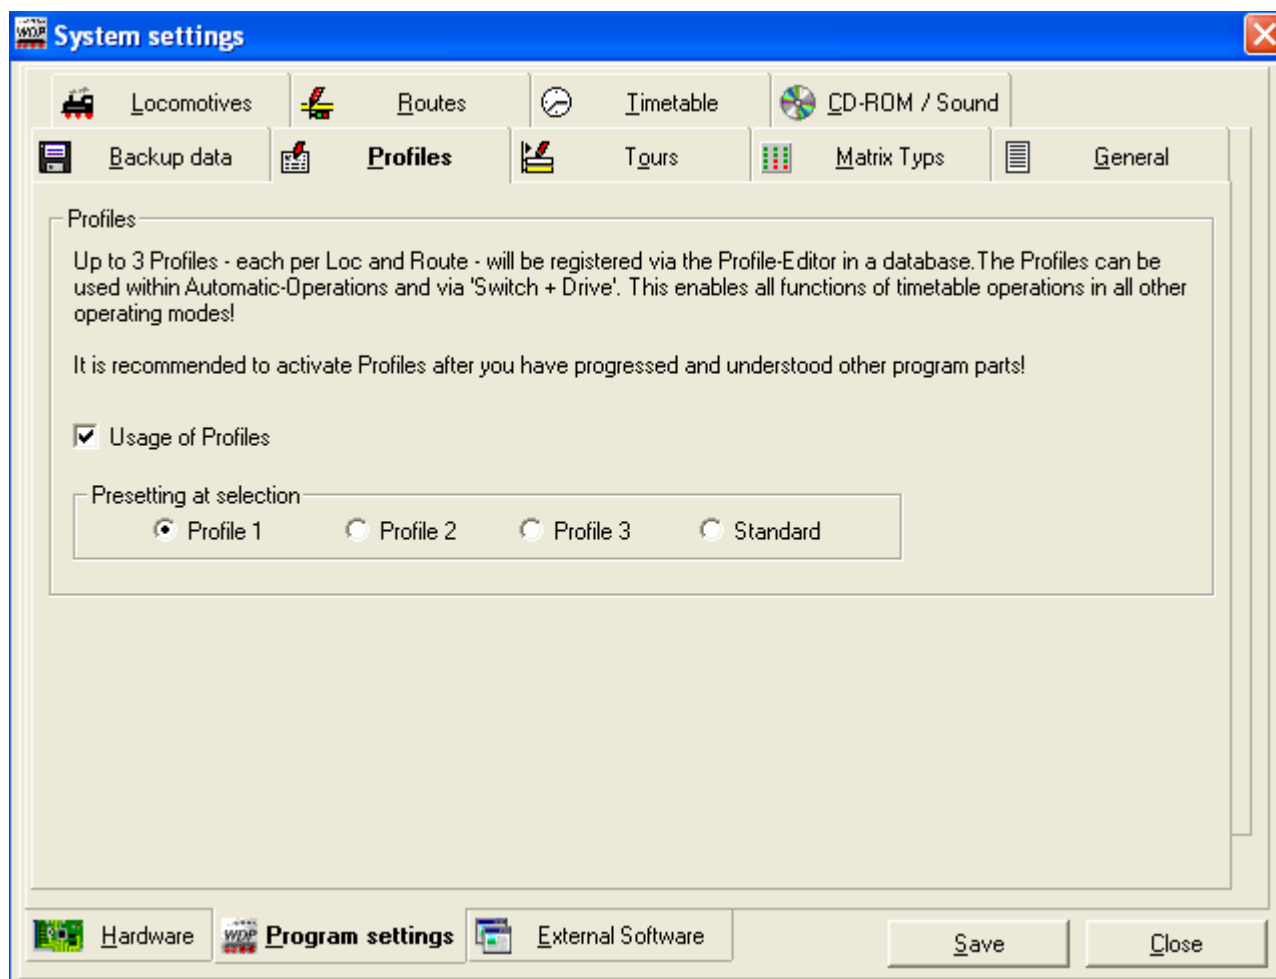 WDP System settings
Locomotives Routes Timetable CD-ROM / Sound
Backup data Profiles Tours Matrix Typs General
Profiles
Up to 3 Profiles - each per Loc and Route - will be registered via the Profile-Editor in a database.The Profiles can be
used within Automatic-Operations and via 'Switch + Drive'. This enables all functions of timetable operations in all other
operating modes!
It is recommended to activate Profiles after you have progressed and understood other program parts!
Usage of Profiles
Presetting at selection
Profile 1 Profile 2 Profile 3 Standard
Hardware WDP Program settings External Software Save Close